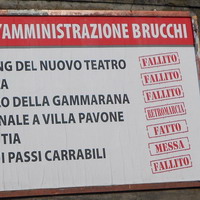 'AMMINISTRAZIONE BRUCCHI
NG DEL NUOVO TEATRO FALLITO
A FALLITO
LO DELLA GAMMARANA FALLITO
NALE A VILLA PAVONE RETROMARCIA
TIA FATTO
I PASSI CARRABILI MESSA
FALLITO